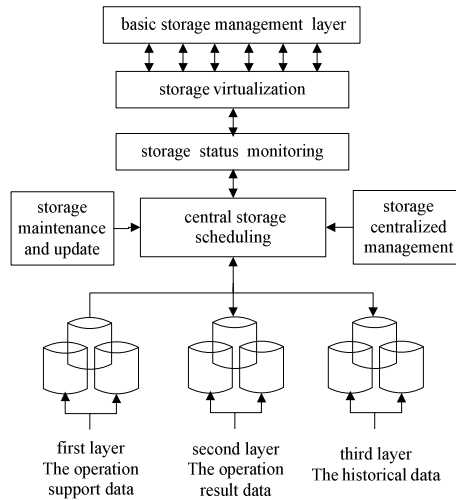 basic storage management layer
storage virtualization
storage status monitoring
storage
maintenance
and update
central storage
scheduling
storage
centralized
management
first layer
The operation
support data
second layer
The operation
result data
third layer
The historical data